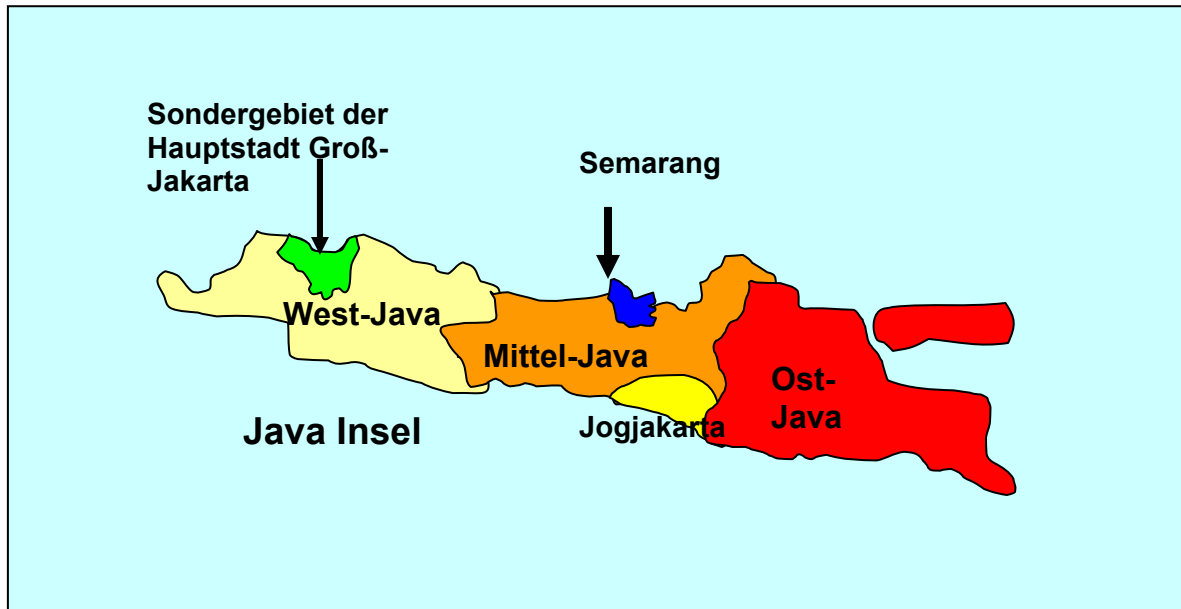 Sondergebiet der
Hauptstadt Groß-
Jakarta
Semarang
West-Java
Mittel-Java
Ost-
Java
Jogjakarta
Java Insel